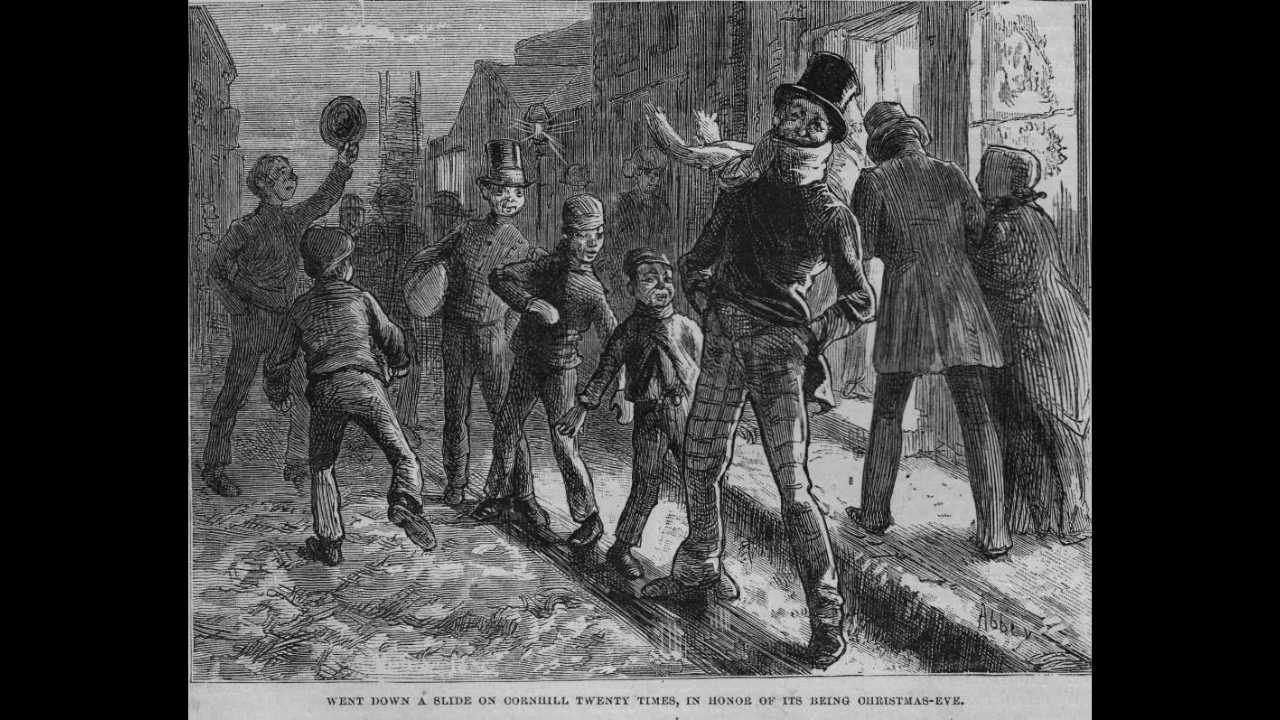 Abbey
WENT DOWN A SLIDE ON CORNHILL TWENTY TIMES, IN HONOR OF ITS BEING CHRISTMAS-EVE.